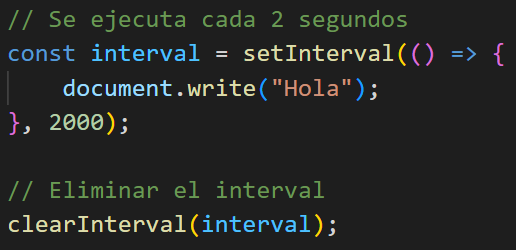 // Se ejecuta cada 2 segundos
const interval = setInterval(() => {
    document.write("Hola");
}, 2000);
// Eliminar el interval
clearInterval(interval);